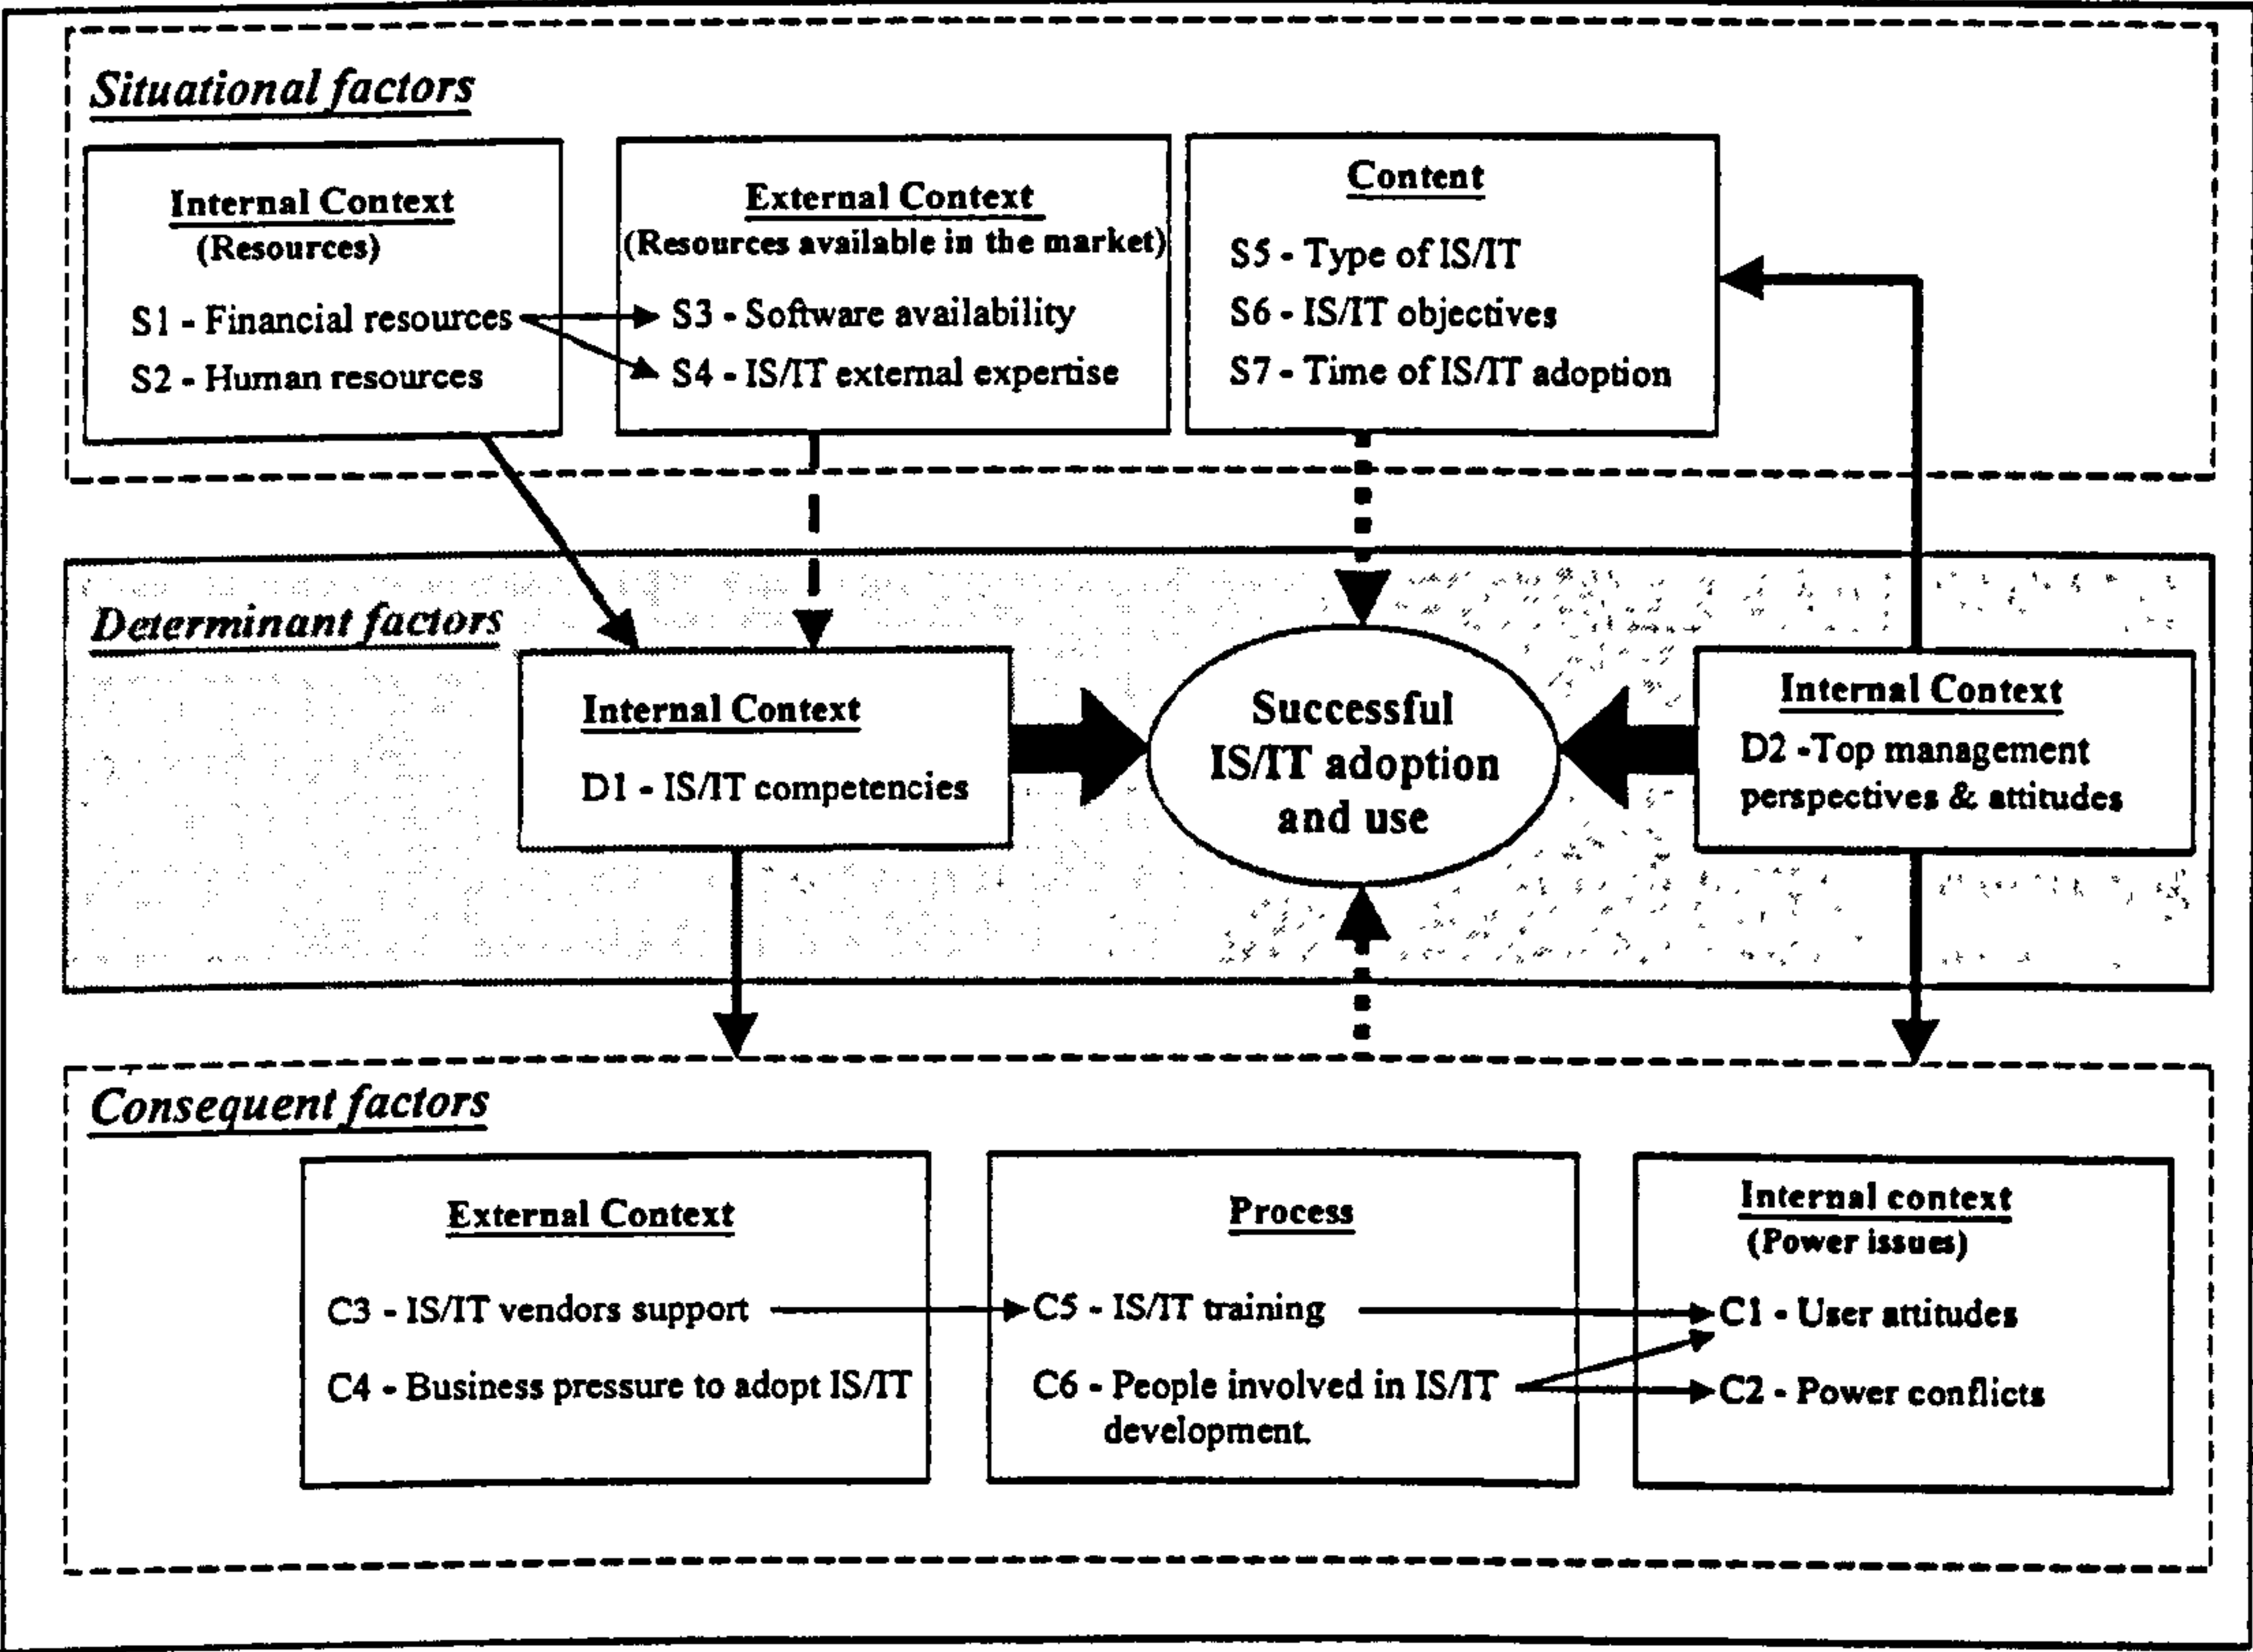 Situational factors
Internal Context
(Resources)
S1 - Financial resources
S2 - Human resources
External Context
(Resources available in the market)
S3 - Software availability
S4 - IS/IT external expertise
Content
S5 - Type of IS/IT
S6 - IS/IT objectives
S7 - Time of IS/IT adoption
Determinant factors
Internal Context
D1 - IS/IT competencies
Successful
IS/IT adoption
and use
Internal Context
D2 -Top management
perspectives & attitudes
Consequent factors
External Context
C3 - IS/IT vendors support
C4 - Business pressure to adopt IS/IT
Process
C5 - IS/IT training
C6 - People involved in IS/IT
development.
Internal context
(Power issues)
C1 - User attitudes
C2 - Power conflicts